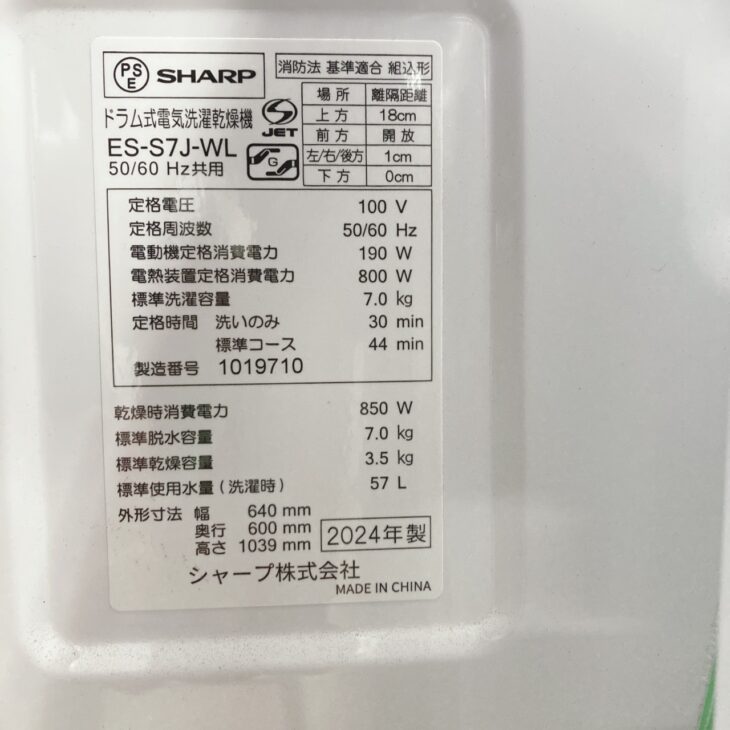 PSE SHARP
ドラム式電気洗濯乾燥機
ES-S7J-WL
50/60 Hz共用
JET
G
消防法 基準適合 組込形
場所 離隔距離
上方 18cm
前方 開放
左/右/後方 1cm
下方 0cm
定格電圧 100 V
定格周波数 50/60 Hz
電動機定格消費電力 190 W
電熱装置定格消費電力 800 W
標準洗濯容量 7.0 kg
定格時間 洗いのみ 30 min
標準コース 44 min
製造番号 1019710
乾燥時消費電力 850 W
標準脱水容量 7.0 kg
標準乾燥容量 3.5 kg
標準使用水量(洗濯時) 57 L
外形寸法 幅 640 mm
奥行 600 mm
高さ 1039 mm
2024年製
シャープ株式会社
MADE IN CHINA